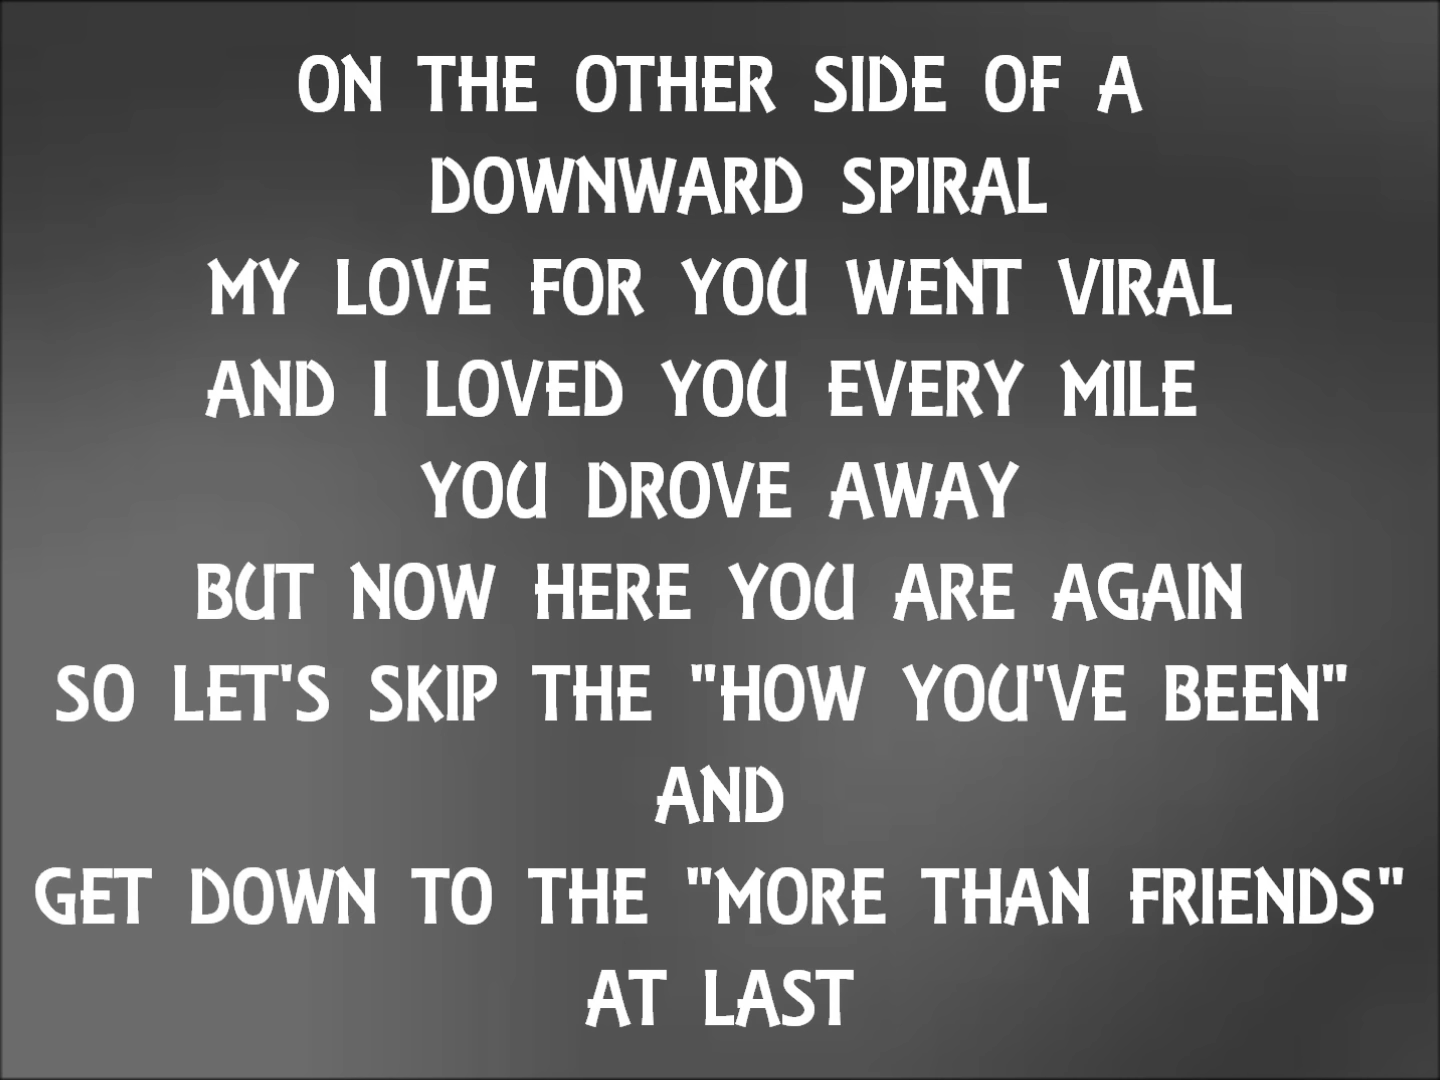 ON THE OTHER SIDE OF A
DOWNWARD SPIRAL
MY LOVE FOR YOU WENT VIRAL
AND I LOVED YOU EVERY MILE
YOU DROVE AWAY
BUT NOW HERE YOU ARE AGAIN
SO LET'S SKIP THE "HOW YOU'VE BEEN"
AND
GET DOWN TO THE "MORE THAN FRIENDS"
AT LAST